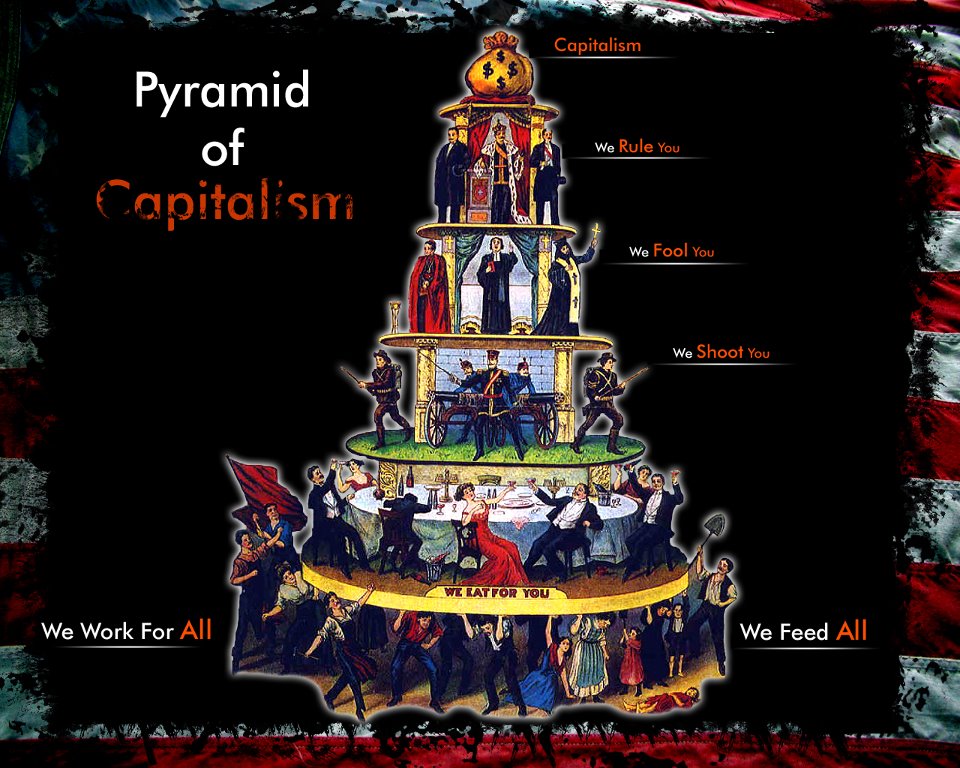 Pyramid
of
Capitalism
Capitalism
We Rule You
We Fool You
We Shoot You
WE EAT FOR YOU
We Work For All
We Feed All